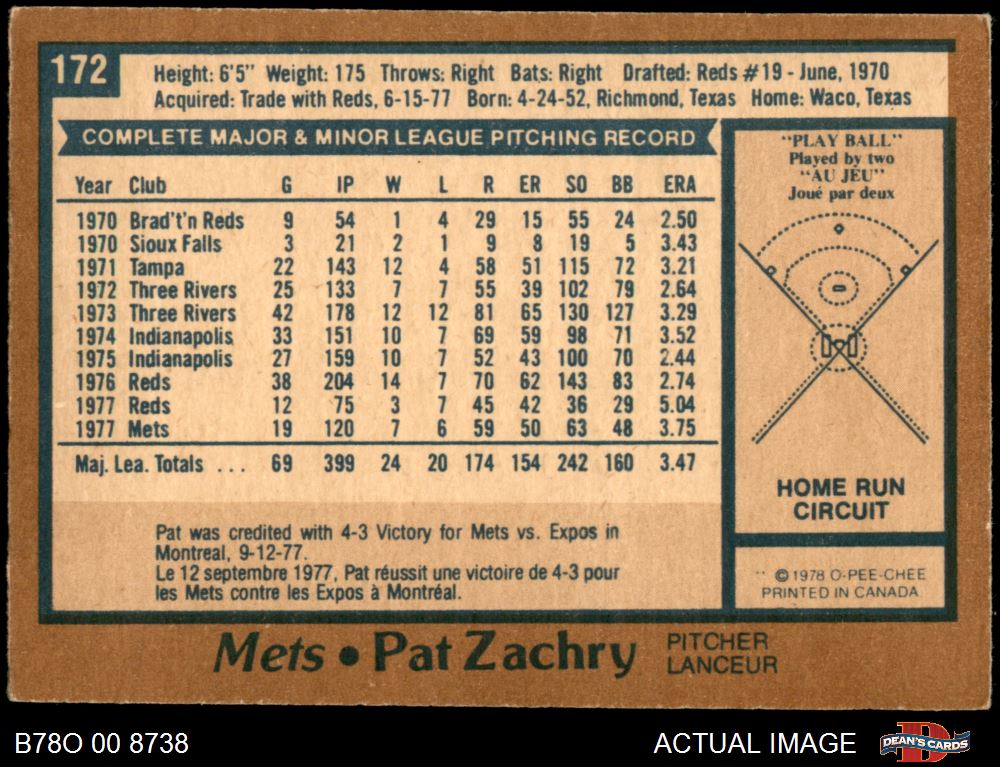 172
Height: 6'5" Weight: 175 Throws: Right Bats: Right Drafted: Reds #19 - June, 1970
Acquired: Trade with Reds, 6-15-77 Born: 4-24-52, Richmond, Texas Home: Waco, Texas
COMPLETE MAJOR & MINOR LEAGUE PITCHING RECORD
Year Club G IP W L R ER SO BB ERA
1970 Brad't'n Reds 9 54 1 4 29 15 55 24 2.50
1970 Sioux Falls 3 21 2 1 9 8 19 5 3.43
1971 Tampa 22 143 12 4 58 51 115 72 3.21
1972 Three Rivers 25 133 7 7 55 39 102 79 2.64
1973 Three Rivers 42 178 12 12 81 65 130 127 3.29
1974 Indianapolis 33 151 10 7 69 59 98 71 3.52
1975 Indianapolis 27 159 10 7 52 43 100 70 2.44
1976 Reds 38 204 14 7 70 62 143 83 2.74
1977 Reds 12 75 3 7 45 42 36 29 5.04
1977 Mets 19 120 7 6 59 50 63 48 3.75
Maj. Lea. Totals ... 69 399 24 20 174 154 242 160 3.47
Pat was credited with 4-3 Victory for Mets vs. Expos in
Montreal, 9-12-77.
Le 12 septembre 1977, Pat réussit une victoire de 4-3 pour
les Mets contre les Expos à Montréal.
"PLAY BALL"
Played by two
"AU JEU"
Joué par deux
HOME RUN
CIRCUIT
© 1978 O-PEE-CHEE
PRINTED IN CANADA
Mets • Pat Zachry PITCHER
LANCEUR
B78O 00 8738
ACTUAL IMAGE
DEAN'S CARDS